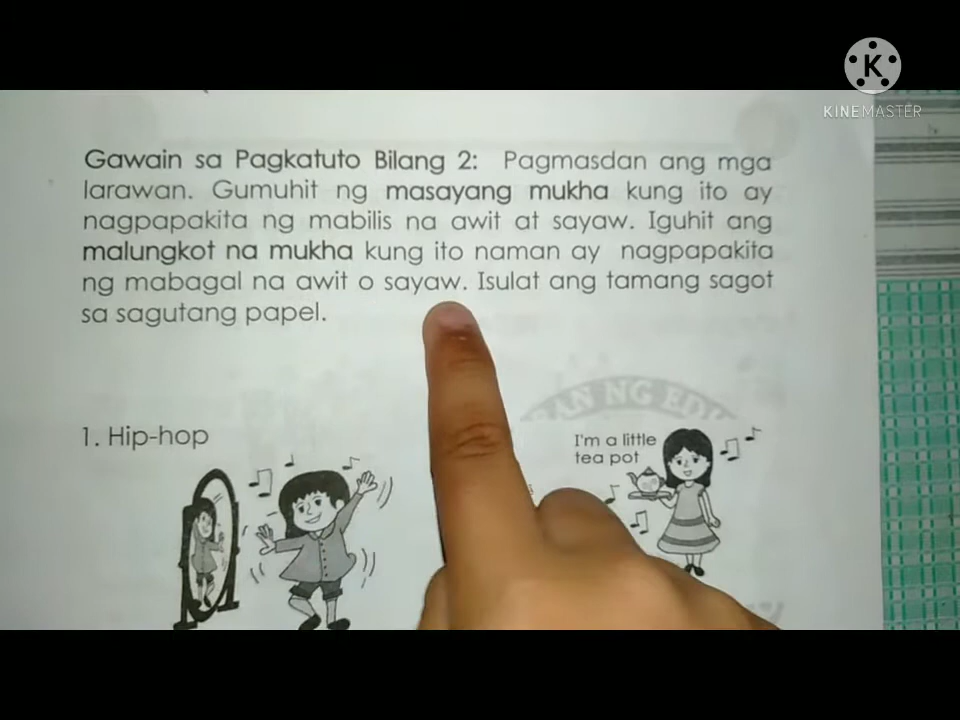 K
KINEMASTER
Gawain sa Pagkatuto Bilang 2: Pagmasdan ang mga
larawan. Gumuhit ng masayang mukha kung ito ay
nagpapakita ng mabilis na awit at sayaw. Iguhit ang
malungkot na mukha kung ito naman ay nagpapakita
ng mabagal na awit o sayaw. Isulat ang tamang sagot
sa sagutang papel.
1. Hip-hop
I'm a little
tea pot